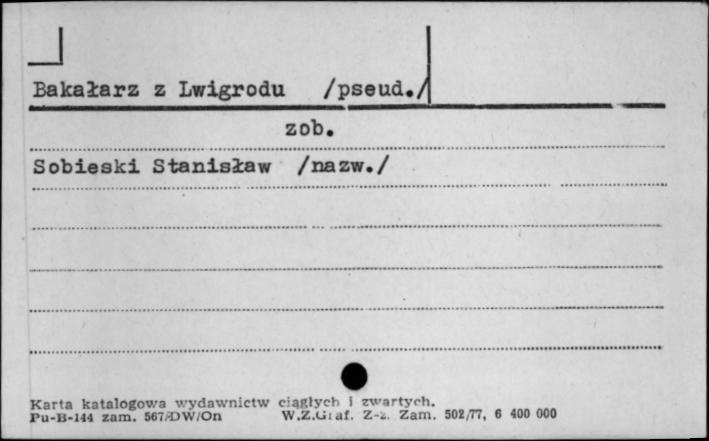 Bakałarz z Lwigrodu /pseud./
zob.
Sobieski Stanisław /nazw./
Karta katalogowa wydawnictw ciągłych i zwartych.
Pu-B-144 zam. 567/DW/On W.Z.Graf. Z-z. Zam. 502/77, 6 400 000